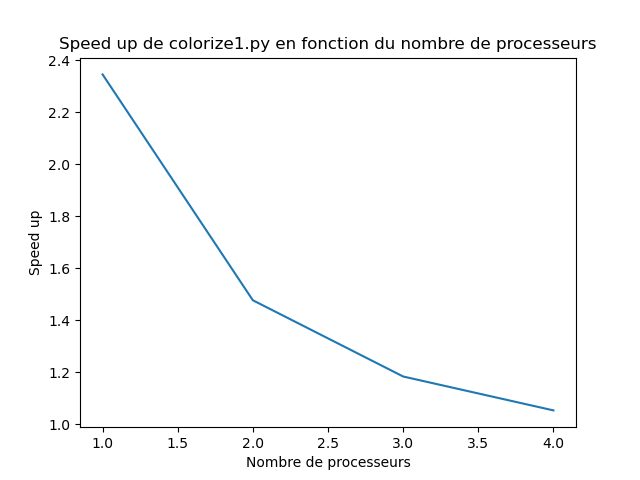 Speed up de colorize1.py en fonction du nombre de processeurs
2.4
2.2
2.0
1.8
1.6
1.4
1.2
1.0
Speed up
1.0 1.5 2.0 2.5 3.0 3.5 4.0
Nombre de processeurs